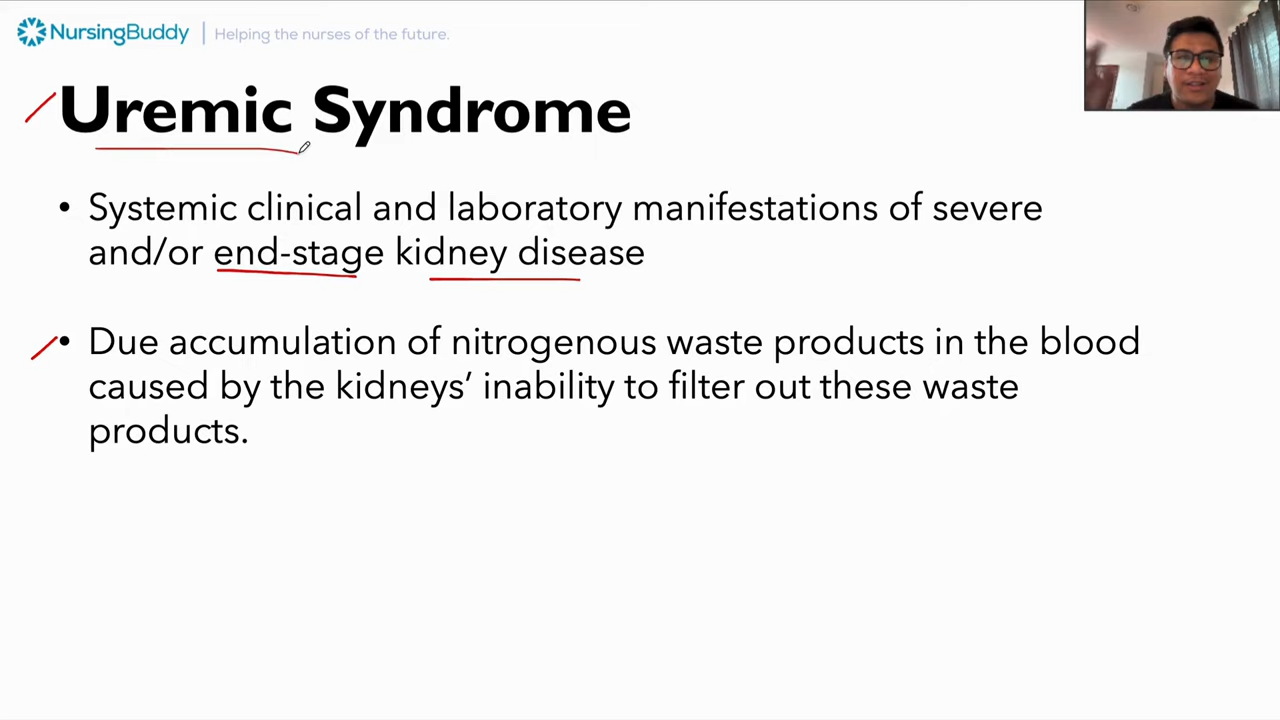 NursingBuddy | Helping the nurses of the future.
Uremic Syndrome
• Systemic clinical and laboratory manifestations of severe
and/or end-stage kidney disease
• Due accumulation of nitrogenous waste products in the blood
caused by the kidneys’ inability to filter out these waste
products.